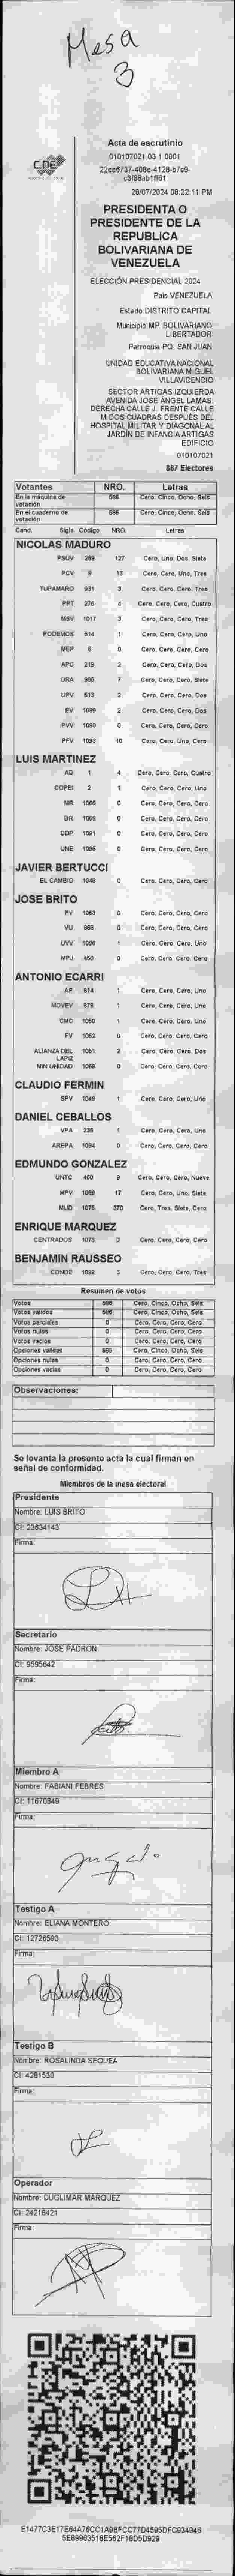 Mesa
3
CNE
Acta de escrutinio
010107021.03.1.0001
28/07/2024 08:22:11 PM
PRESIDENTA O
PRESIDENTE DE LA
REPUBLICA
BOLIVARIANA DE
VENEZUELA
ELECCIÓN PRESIDENCIAL 2024
País VENEZUELA
Estado DISTRITO CAPITAL
Municipio MP. BOLIVARIANO
LIBERTADOR
Parroquia PQ. SAN JUAN
UNIDAD EDUCATIVA NACIONAL
BOLIVARIANA MIGUEL
VILLAVICENCIO
SECTOR ARTIGAS IZQUIERDA
AVENIDA JOSÉ ÁNGEL LAMAS.
DERECHA CALLE J. FRENTE CALLE
M DOS CUADRAS DESPUÉS DEL
HOSPITAL MILITAR Y DIAGONAL AL
JARDÍN DE INFANCIA ARTIGAS
EDIFICIO
010107021
887 Electores
Votantes NRO. Letras
En la máquina de votación 586 Cero, Cinco, Ocho, Seis
En el cuaderno de votación 586 Cero, Cinco, Ocho, Seis
Cand. Sigla Código NRO. Letras
NICOLAS MADURO
PSUV 269 127 Cero, Uno, Dos, Siete
PCV 9 13 Cero, Cero, Uno, Tres
TUPAMARO 931 3 Cero, Cero, Cero, Tres
PPT 276 4 Cero, Cero, Cero, Cuatro
MSV 1017 3 Cero, Cero, Cero, Tres
PODEMOS 614 1 Cero, Cero, Cero, Uno
MEP 6 0 Cero, Cero, Cero, Cero
APC 219 2 Cero, Cero, Cero, Dos
ORA 906 7 Cero, Cero, Cero, Siete
UPV 613 2 Cero, Cero, Cero, Dos
EV 1089 2 Cero, Cero, Cero, Dos
PVV 1090 0 Cero, Cero, Cero, Cero
PFV 1093 10 Cero, Cero, Uno, Cero
LUIS MARTINEZ
AD 1 4 Cero, Cero, Cero, Cuatro
COPEI 2 1 Cero, Cero, Cero, Uno
MR 1066 0 Cero, Cero, Cero, Cero
BR 1068 0 Cero, Cero, Cero, Cero
DDP 1091 0 Cero, Cero, Cero, Cero
UNE 1096 0 Cero, Cero, Cero, Cero
JAVIER BERTUCCI
EL CAMBIO 1048 0 Cero, Cero, Cero, Cero
JOSE BRITO
PV 1083 0 Cero, Cero, Cero, Cero
VU 968 0 Cero, Cero, Cero, Cero
UVV 1098 1 Cero, Cero, Cero, Uno
MPJ 458 0 Cero, Cero, Cero, Cero
ANTONIO ECARRI
AP 814 1 Cero, Cero, Cero, Uno
MOVEV 978 1 Cero, Cero, Cero, Uno
CMC 1050 1 Cero, Cero, Cero, Uno
FV 1062 0 Cero, Cero, Cero, Cero
ALIANZA DEL LAPIZ 1061 2 Cero, Cero, Cero, Dos
MIN UNIDAD 1059 0 Cero, Cero, Cero, Cero
CLAUDIO FERMIN
SPV 1049 1 Cero, Cero, Cero, Uno
DANIEL CEBALLOS
VPA 238 1 Cero, Cero, Cero, Uno
AREPA 1094 0 Cero, Cero, Cero, Cero
EDMUNDO GONZALEZ
UNTC 460 9 Cero, Cero, Cero, Nueve
MPV 1069 17 Cero, Cero, Uno, Siete
MUD 1075 370 Cero, Tres, Siete, Cero
ENRIQUE MARQUEZ
CENTRADOS 1073 0 Cero, Cero, Cero, Cero
BENJAMIN RAUSSEO
CONDE 1092 3 Cero, Cero, Cero, Tres
Resumen de votos
Votos 586 Cero, Cinco, Ocho, Seis
Votos validos 586 Cero, Cinco, Ocho, Seis
Votos parciales 0 Cero, Cero, Cero, Cero
Votos nulos 0 Cero, Cero, Cero, Cero
Votos vacíos 0 Cero, Cero, Cero, Cero
Opciones validas 586 Cero, Cinco, Ocho, Seis
Opciones nulas 0 Cero, Cero, Cero, Cero
Opciones vacías 0 Cero, Cero, Cero, Cero
Observaciones:
Se levanta la presente acta la cual firman en
señal de conformidad.
Miembros de la mesa electoral
Presidente
Nombre: LUIS BRITO
CI: 23634143
Firma:
Secretario
Nombre: JOSE PADRON
CI: 9595642
Firma:
Miembro A
Nombre: FABIANI FEBRES
CI: 11670849
Firma:
Testigo A
Nombre: ELIANA MONTERO
CI: 12726593
Firma:
Testigo B
Nombre: ROSALINDA SEQUEA
CI: 4281530
Firma:
Operador
Nombre: DUGLIMAR MARQUEZ
CI: 24218421
Firma: